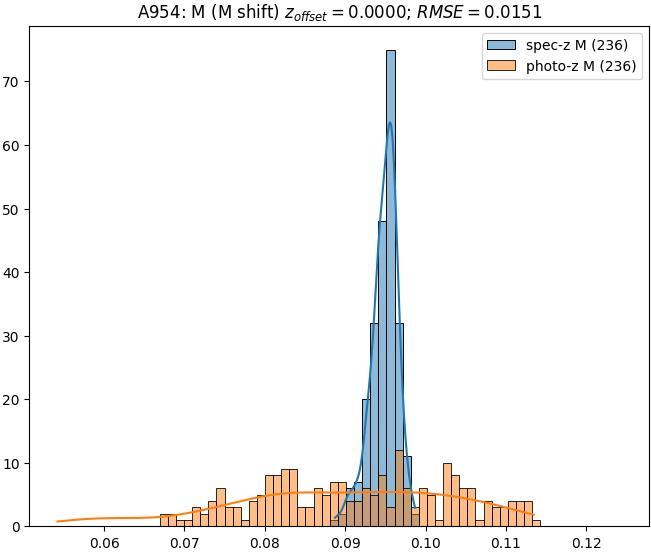 A954: M (M shift) z_offset = 0.0000; RMSE = 0.0151
spec-z M (236)
photo-z M (236)
70
60
50
40
30
20
10
0
0.06 0.07 0.08 0.09 0.10 0.11 0.12